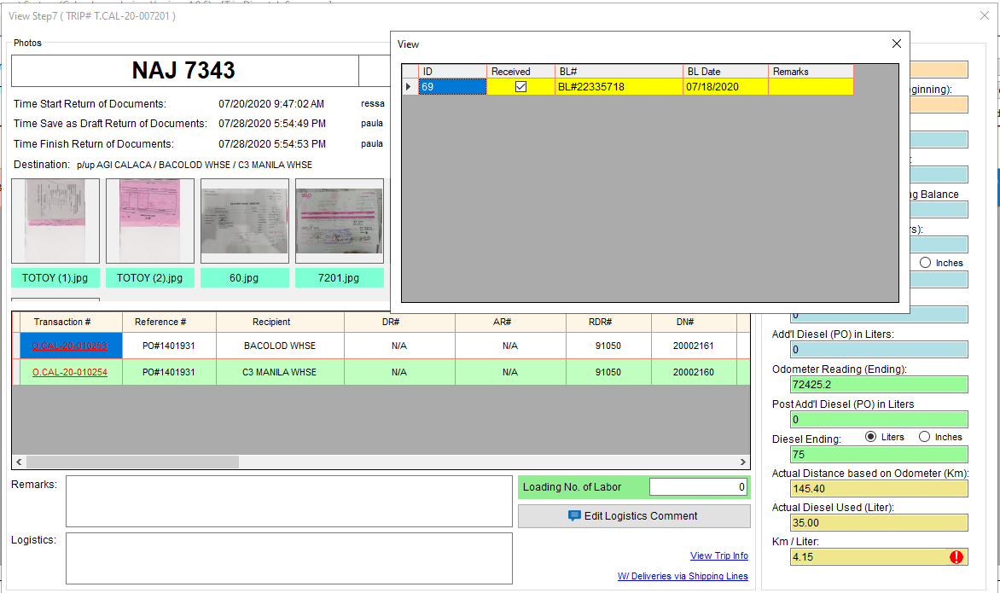 View Step7 ( TRIP# T.CAL-20-007201 )
Photos
NAJ 7343
Time Start Return of Documents: 07/20/2020 9:47:02 AM ressa
Time Save as Draft Return of Documents: 07/28/2020 5:54:49 PM paula
Time Finish Return of Documents: 07/28/2020 5:54:53 PM paula
Destination: p/up AGI CALACA / BACOLOD WHSE / C3 MANILA WHSE
TOTOY (1).jpg TOTOY (2).jpg 60.jpg 7201.jpg
View
ID Received BL# BL Date Remarks
69 BL#22335718 07/18/2020
ginning):
g Balance
rs):
Inches
Transaction # Reference # Recipient DR# AR# RDR# DN#
O.CAL-20-010253 PO#1401931 BACOLOD WHSE N/A N/A 91050 20002161
O.CAL-20-010254 PO#1401931 C3 MANILA WHSE N/A N/A 91050 20002160
0
Add'l Diesel (PO) in Liters:
0
Odometer Reading (Ending):
72425.2
Post Add'l Diesel (PO) in Liters
0
Diesel Ending: Liters Inches
75
Actual Distance based on Odometer (Km):
145.40
Actual Diesel Used (Liter):
35.00
Km / Liter:
4.15
Remarks:
Loading No. of Labor 0
Edit Logistics Comment
Logistics:
View Trip Info
W/ Deliveries via Shipping Lines